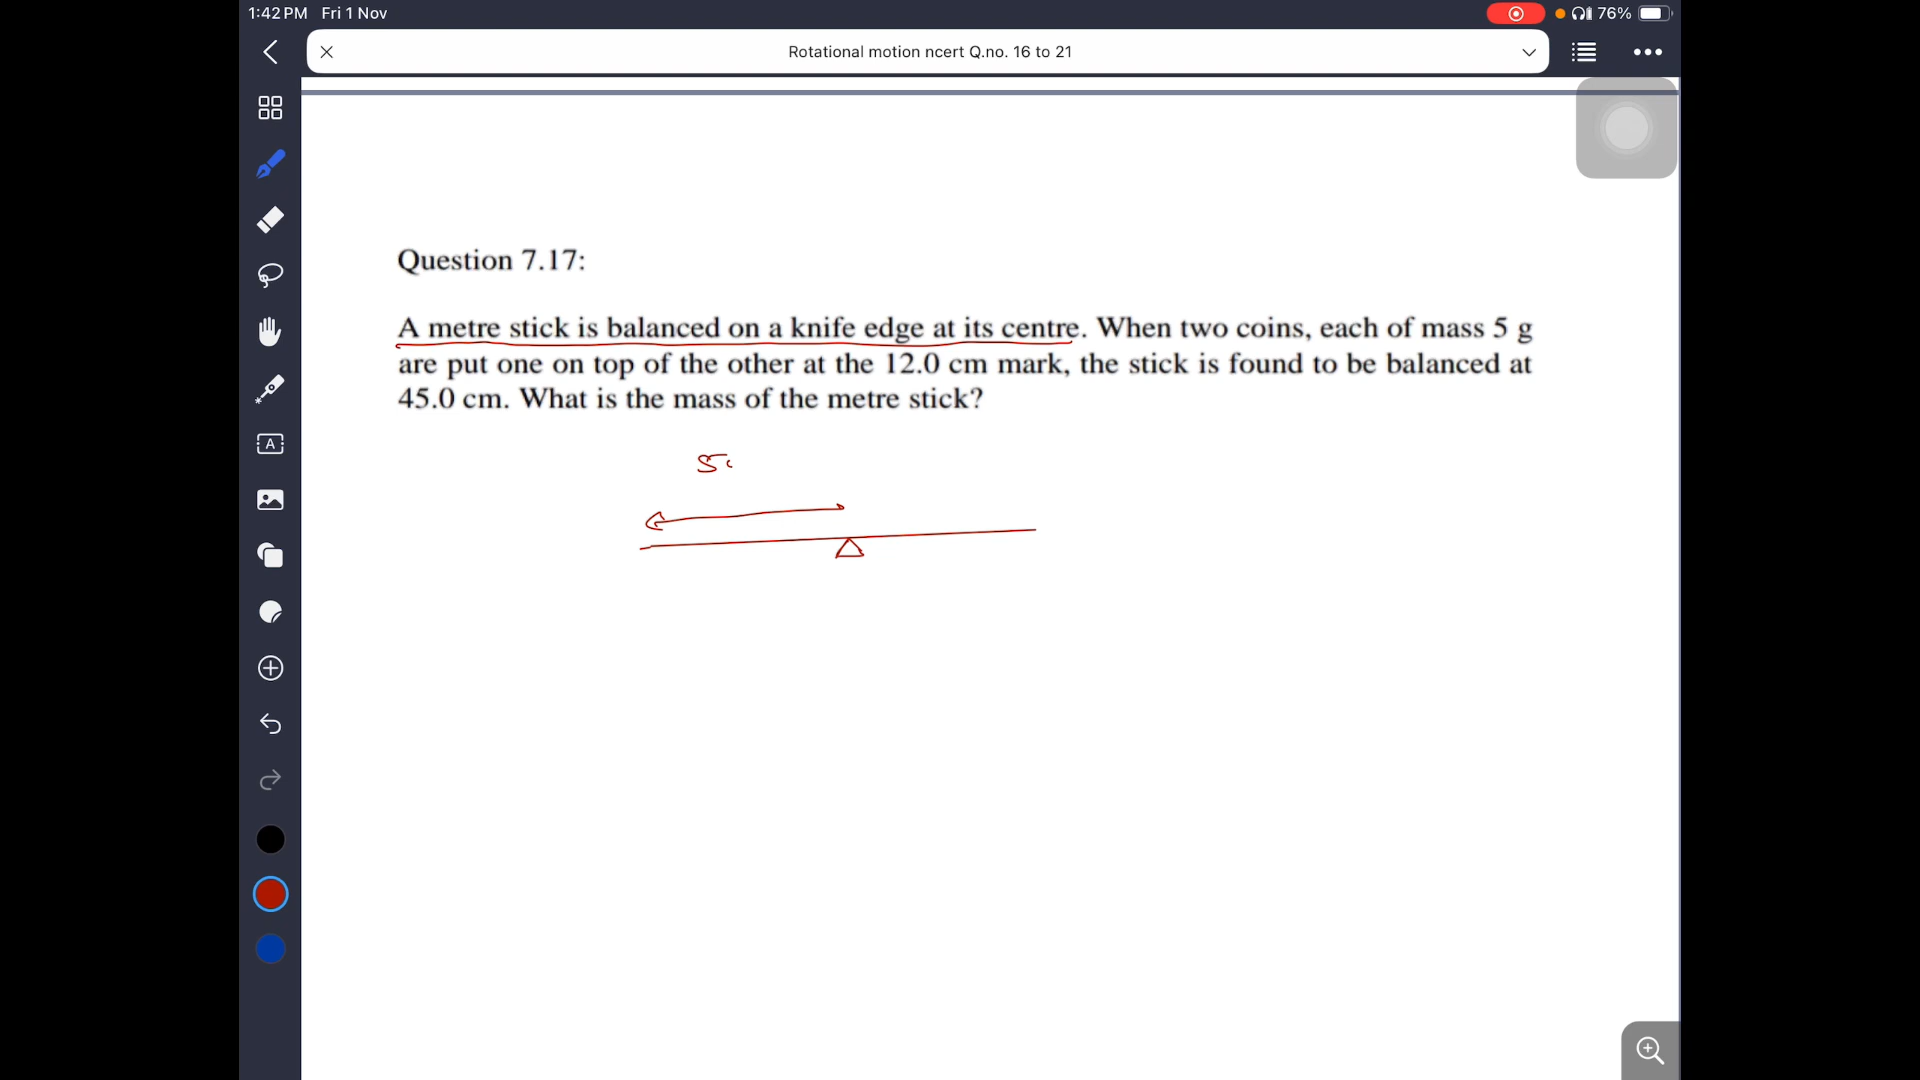 1:42 PM Fri 1 Nov
76%
Rotational motion ncert Q.no. 16 to 21
Question 7.17:
A metre stick is balanced on a knife edge at its centre. When two coins, each of mass 5 g
are put one on top of the other at the 12.0 cm mark, the stick is found to be balanced at
45.0 cm. What is the mass of the metre stick?
A